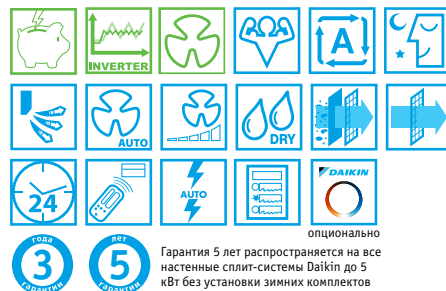 INVERTER
A
AUTO
DRY
24
AUTO
DAIKIN
опционально
года
3
гарантии
лет
5
гарантии
Гарантия 5 лет распространяется на все
настенные сплит-системы Daikin до 5
кВт без установки зимних комплектов